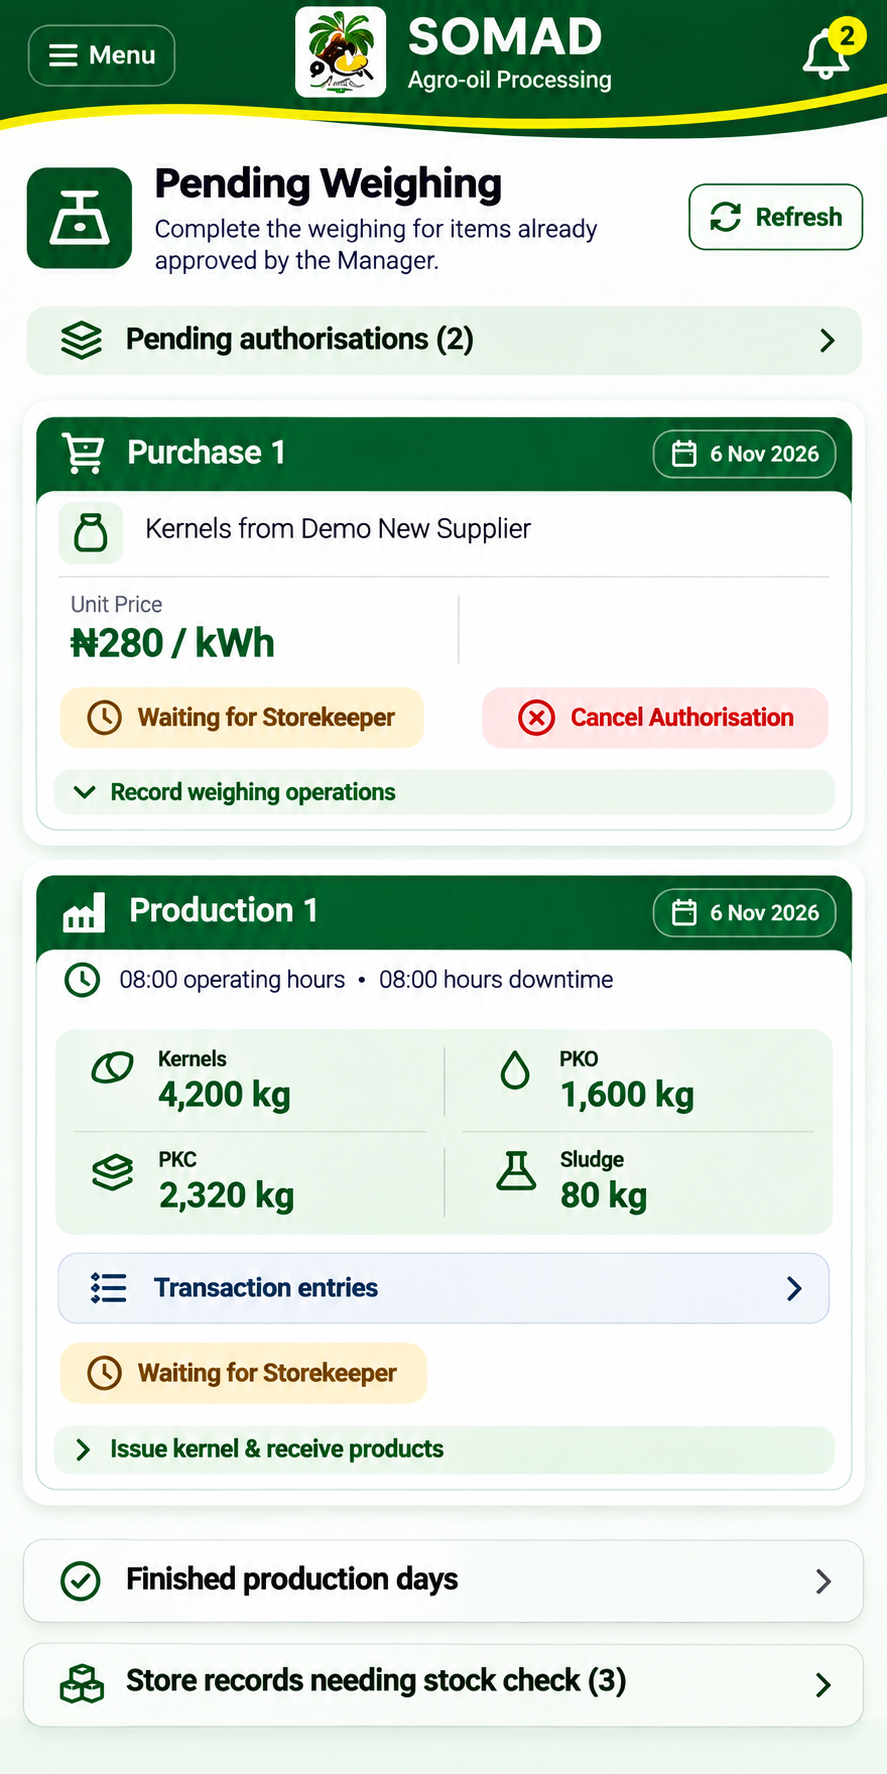 Menu
SOMAD
Agro-oil Processing
2
Pending Weighing
Complete the weighing for items already
approved by the Manager.
Refresh
Pending authorisations (2)
Purchase 1
6 Nov 2026
Kernels from Demo New Supplier
Unit Price
₦280 / kWh
Waiting for Storekeeper
Cancel Authorisation
Record weighing operations
Production 1
6 Nov 2026
08:00 operating hours • 08:00 hours downtime
Kernels
4,200 kg
PKO
1,600 kg
PKC
2,320 kg
Sludge
80 kg
Transaction entries
Waiting for Storekeeper
Issue kernel & receive products
Finished production days
Store records needing stock check (3)